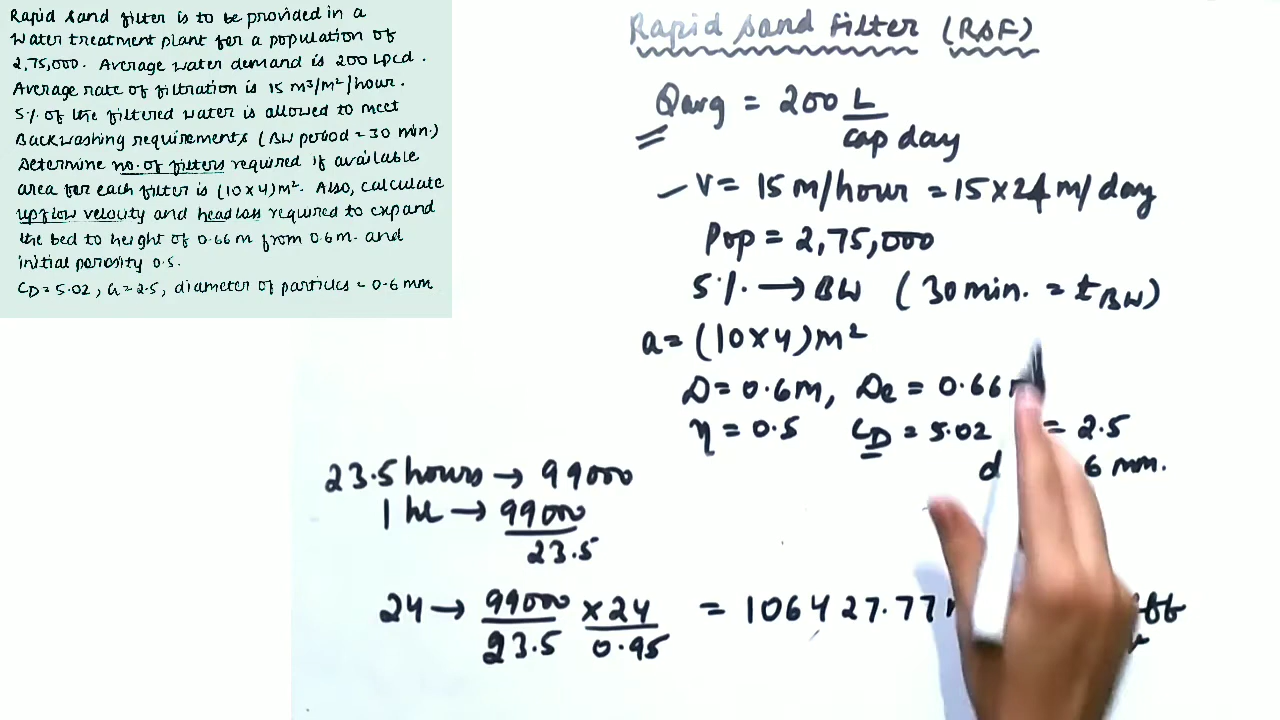 Rapid sand filter is to be provided in a
water treatment plant for a population of
2,75,000. Average water demand is 200 Lpcd.
Average rate of filtration is 15 m³/m²/hour.
5% of the filtered water is allowed to meet
Backwashing requirements (BW period = 30 min.)
Determine no. of filters required if available
area for each filter is (10×4)m². Also, calculate
upflow velocity and headloss required to expand
the bed to height of 0.66 m from 0.6 m. and
initial porosity 0.5.
CD = 5.02, G = 2.5, diameter of particles = 0.6 mm
Rapid sand filter (RSF)
Qavg = 200 L/cap day
V = 15 m/hour = 15×24 m/day
Pop = 2,75,000
5% → BW (30 min. = tBW)
a = (10×4)m²
D = 0.6m, De = 0.66
η = 0.5 CD = 5.02 = 2.5
d 6 mm.
23.5 hours → 99000
1 hr → 99000/23.5
24 → 99000/23.5 × 24/0.95 = 106427.77